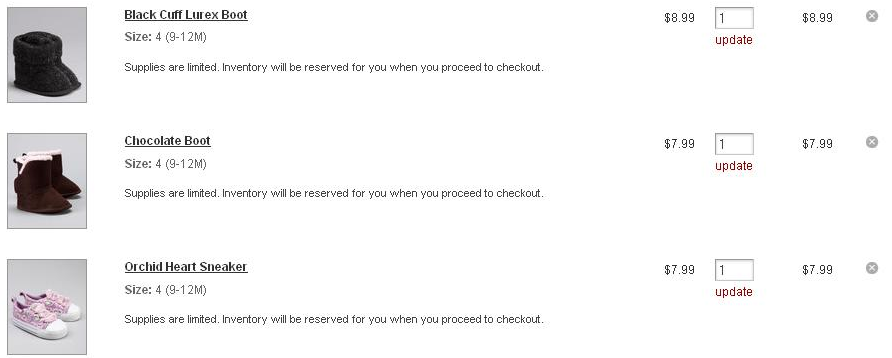 Black Cuff Lurex Boot $8.99 1 $8.99
update
Size: 4 (9-12M)
Supplies are limited. Inventory will be reserved for you when you proceed to checkout.
Chocolate Boot $7.99 1 $7.99
Size: 4 (9-12M) update
Supplies are limited. Inventory will be reserved for you when you proceed to checkout.
Orchid Heart Sneaker $7.99 1 $7.99
Size: 4 (9-12M) update
Supplies are limited. Inventory will be reserved for you when you proceed to checkout.